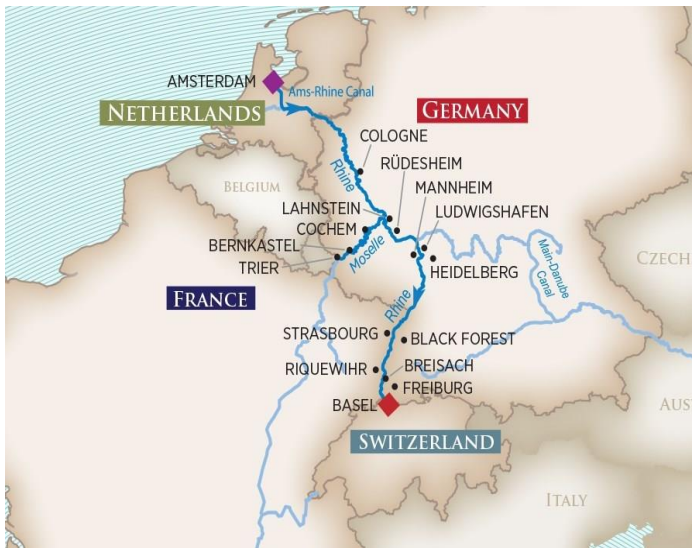 AMSTERDAM
Ams-Rhine Canal
NETHERLANDS
GERMANY
COLOGNE
Rhine
RÜDESHEIM
BELGIUM
MANNHEIM
LAHNSTEIN
LUDWIGSHAFEN
COCHEM
BERNKASTEL
Moselle
TRIER
HEIDELBERG
Main-Danube
Canal
CZECH
FRANCE
Rhine
STRASBOURG
BLACK FOREST
RIQUEWIHR
BREISACH
FREIBURG
BASEL
AUS
SWITZERLAND
ITALY